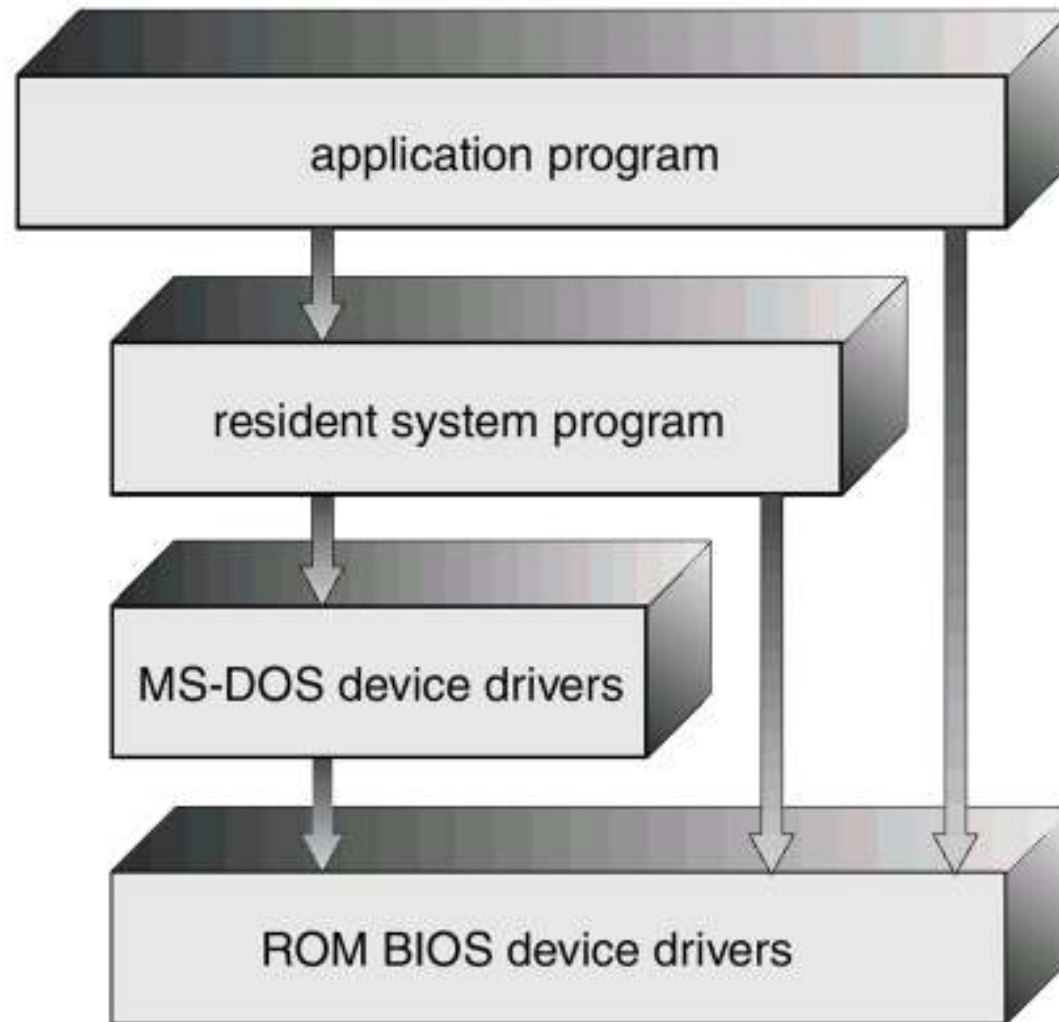 application program
resident system program
MS-DOS device drivers
ROM BIOS device drivers